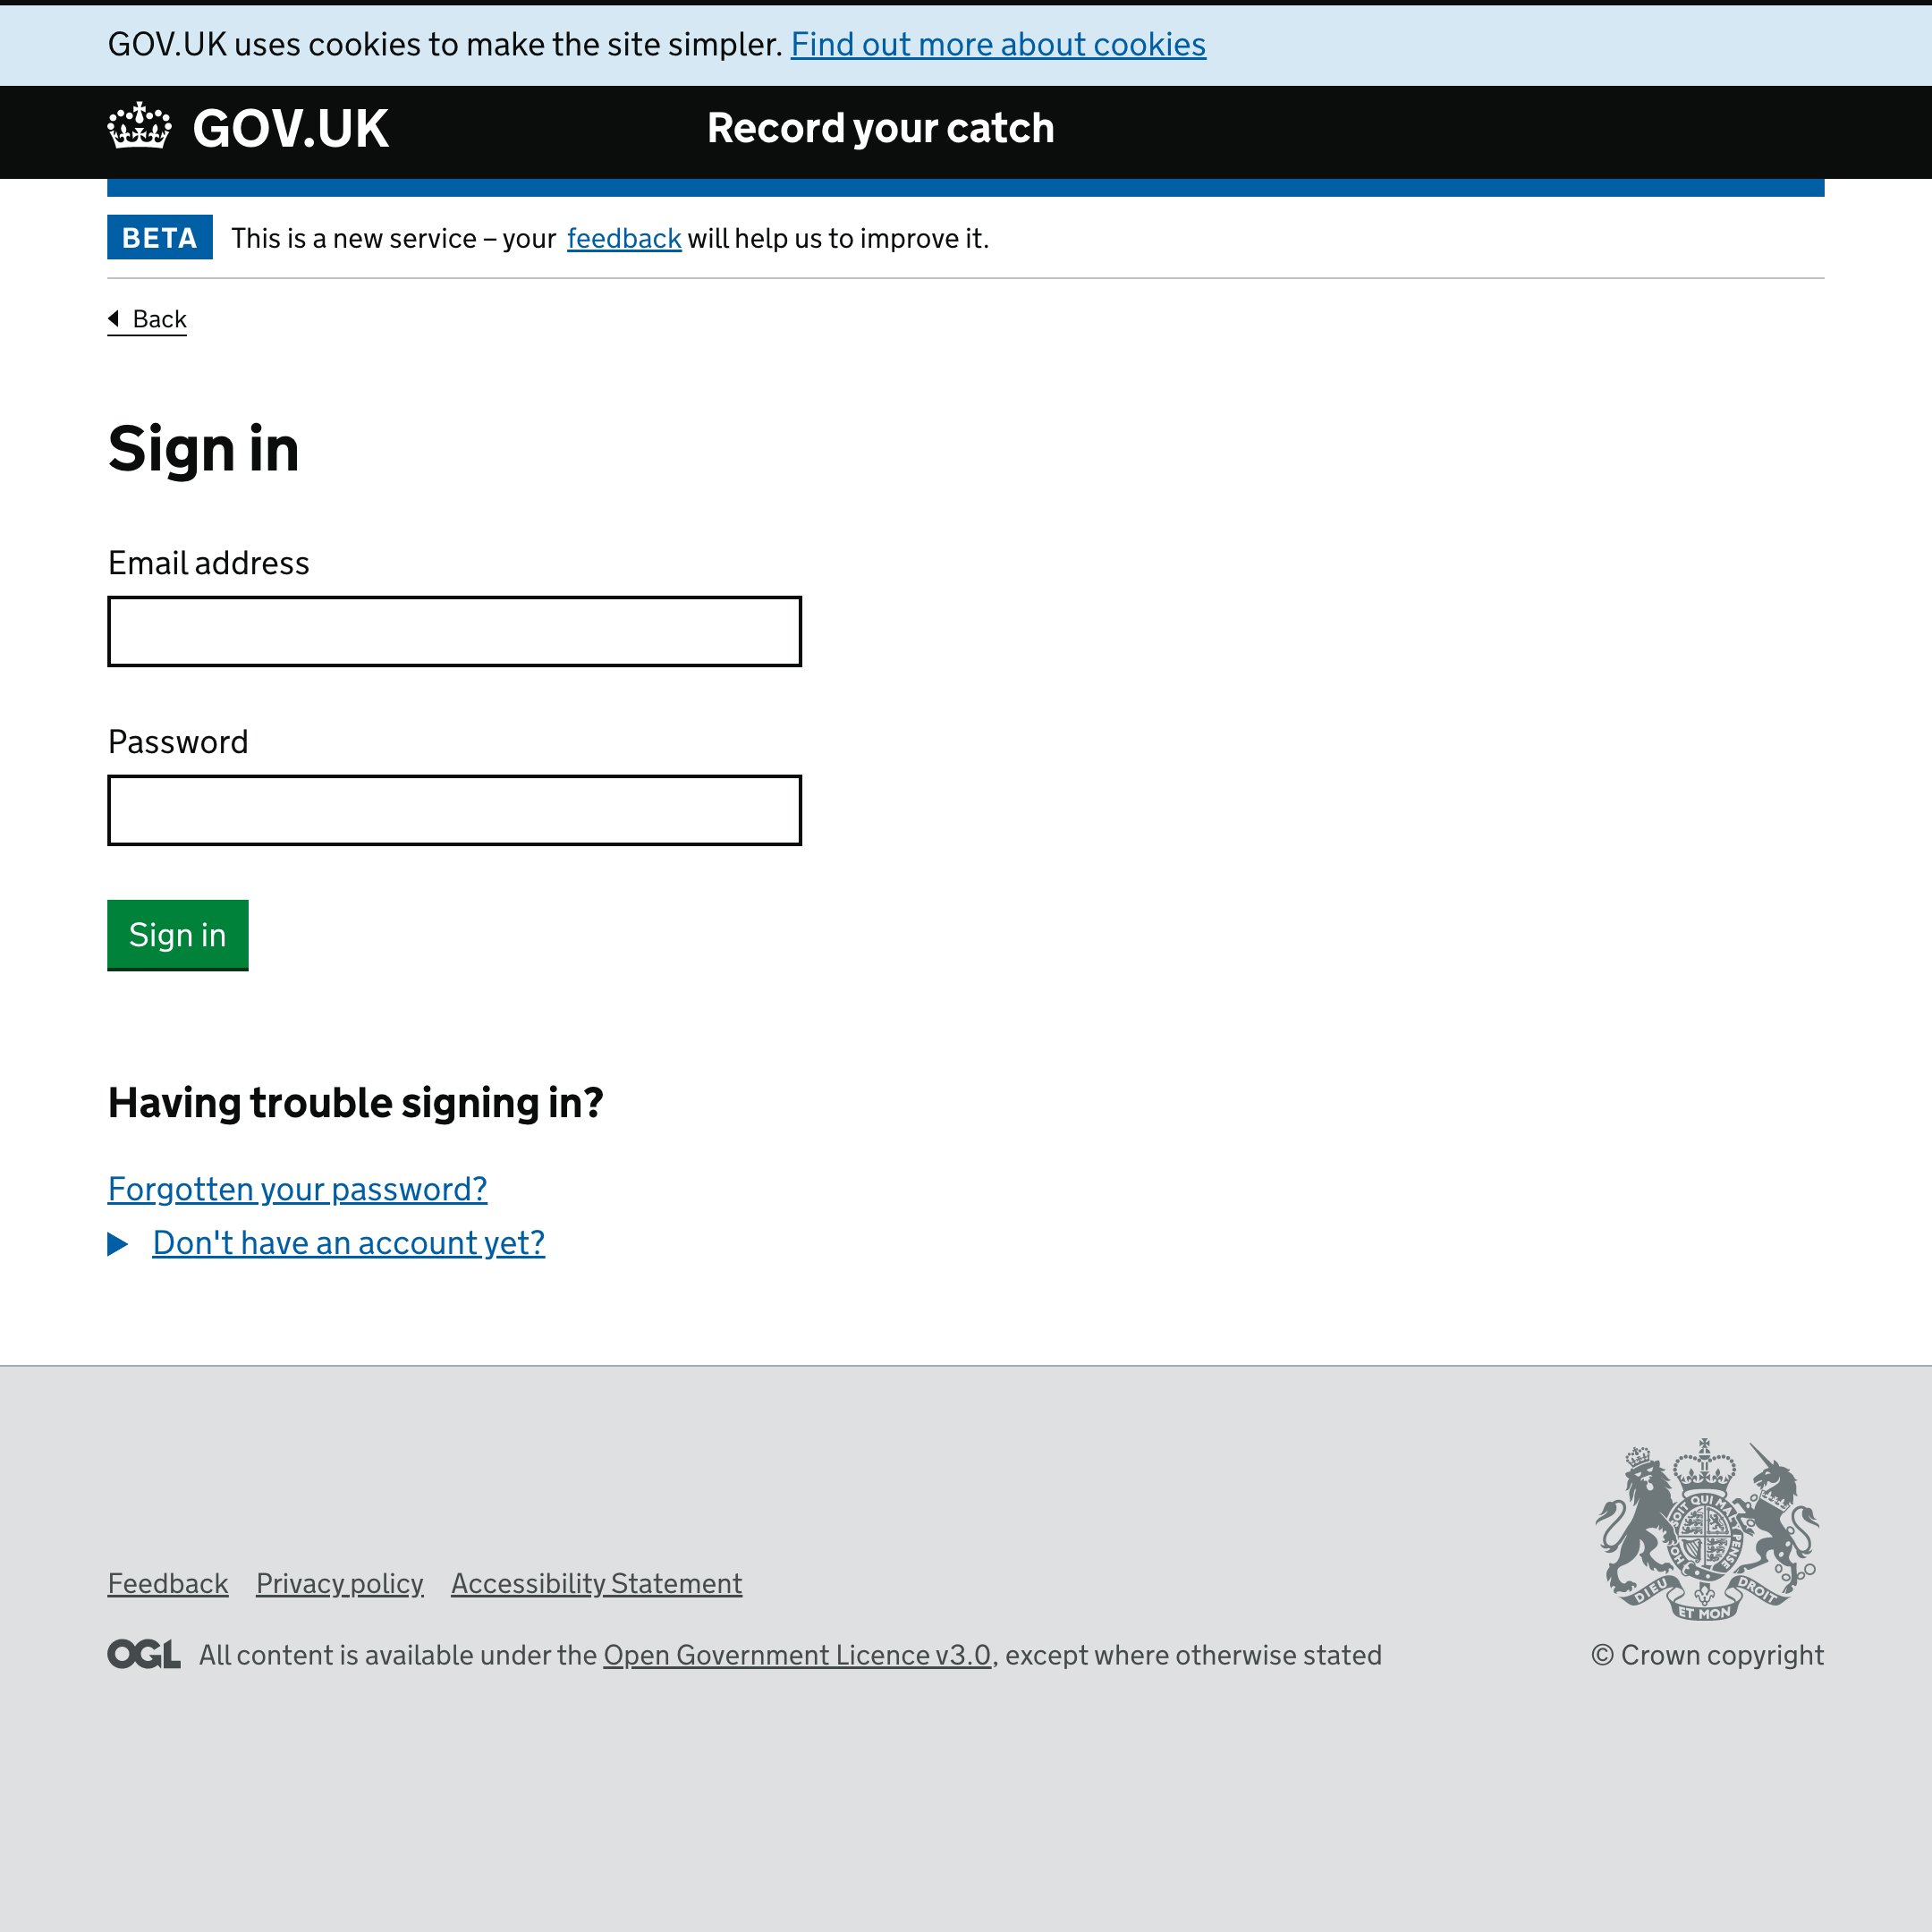 GOV.UK uses cookies to make the site simpler. Find out more about cookies
GOV.UK Record your catch
BETA This is a new service – your feedback will help us to improve it.
Back
Sign in
Email address
Password
Sign in
Having trouble signing in?
Forgotten your password?
Don't have an account yet?
HONI SOIT QUI MAL Y PENSE
DIEU ET MON DROIT
Feedback Privacy policy Accessibility Statement
OGL All content is available under the Open Government Licence v3.0, except where otherwise stated
© Crown copyright